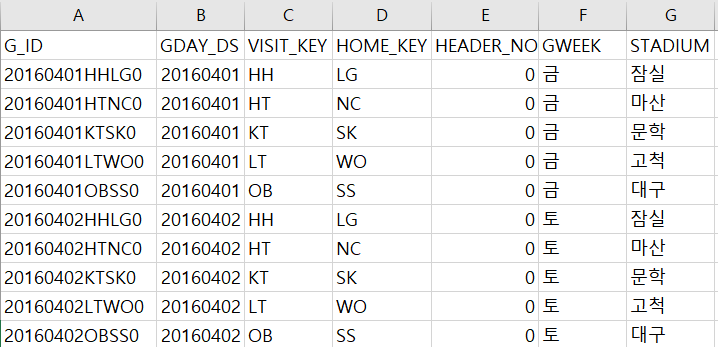 A B C D E F G
G_ID GDAY_DS VISIT_KEY HOME_KEY HEADER_NO GWEEK STADIUM
20160401HHLG0 20160401 HH LG 0 금 잠실
20160401HTNC0 20160401 HT NC 0 금 마산
20160401KTSK0 20160401 KT SK 0 금 문학
20160401LTWO0 20160401 LT WO 0 금 고척
20160401OBSS0 20160401 OB SS 0 금 대구
20160402HHLG0 20160402 HH LG 0 토 잠실
20160402HTNC0 20160402 HT NC 0 토 마산
20160402KTSK0 20160402 KT SK 0 토 문학
20160402LTWO0 20160402 LT WO 0 토 고척
20160402OBSS0 20160402 OB SS 0 토 대구